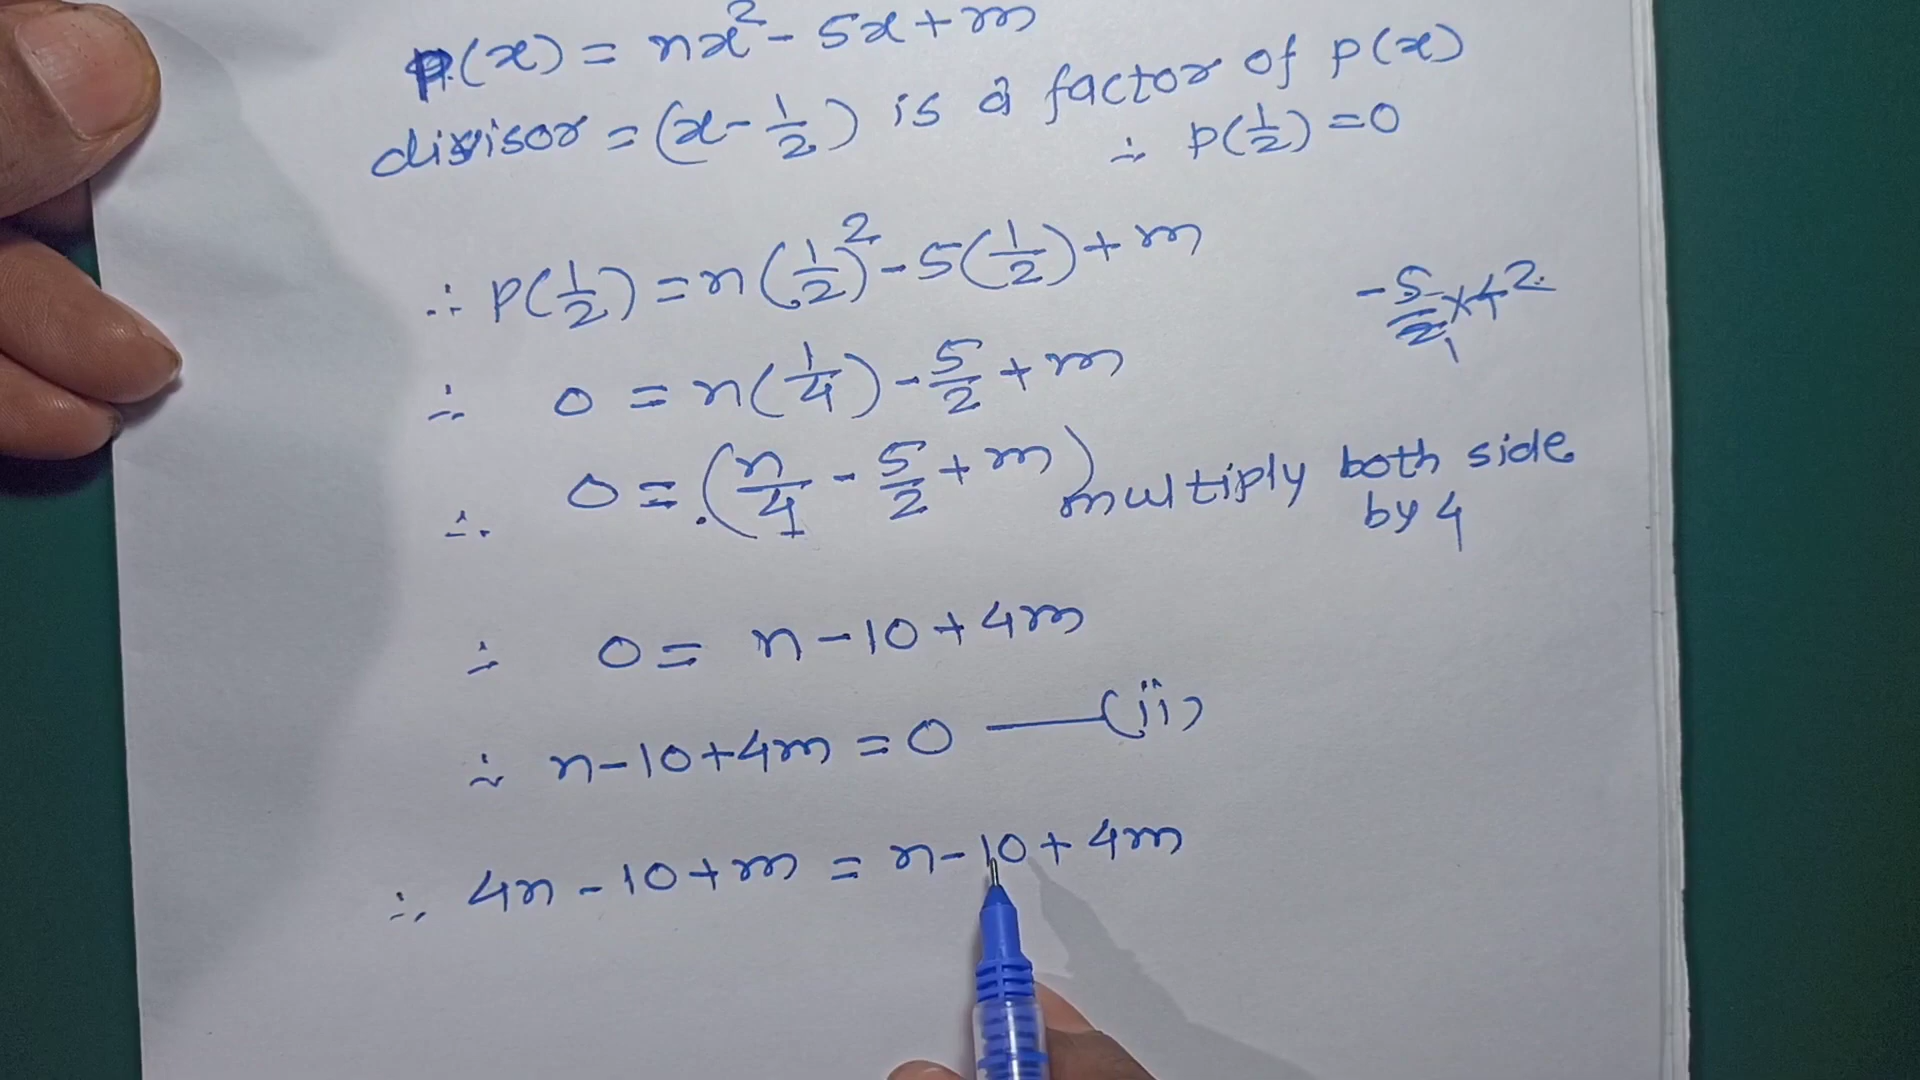 p(x) = nx² - 5x + m
divisor = (x - 1/2) is a factor of p(x)
∴ p(1/2) = 0
∴ p(1/2) = n(1/2)² - 5(1/2) + m
-5/2 × 4 2
1
∴ 0 = n(1/4) - 5/2 + m
∴ 0 = (n/4 - 5/2 + m) multiply both side
by 4
∴ 0 = n - 10 + 4m
∴ n - 10 + 4m = 0 — (ii)
∴ 4n - 10 + m = n - 10 + 4m